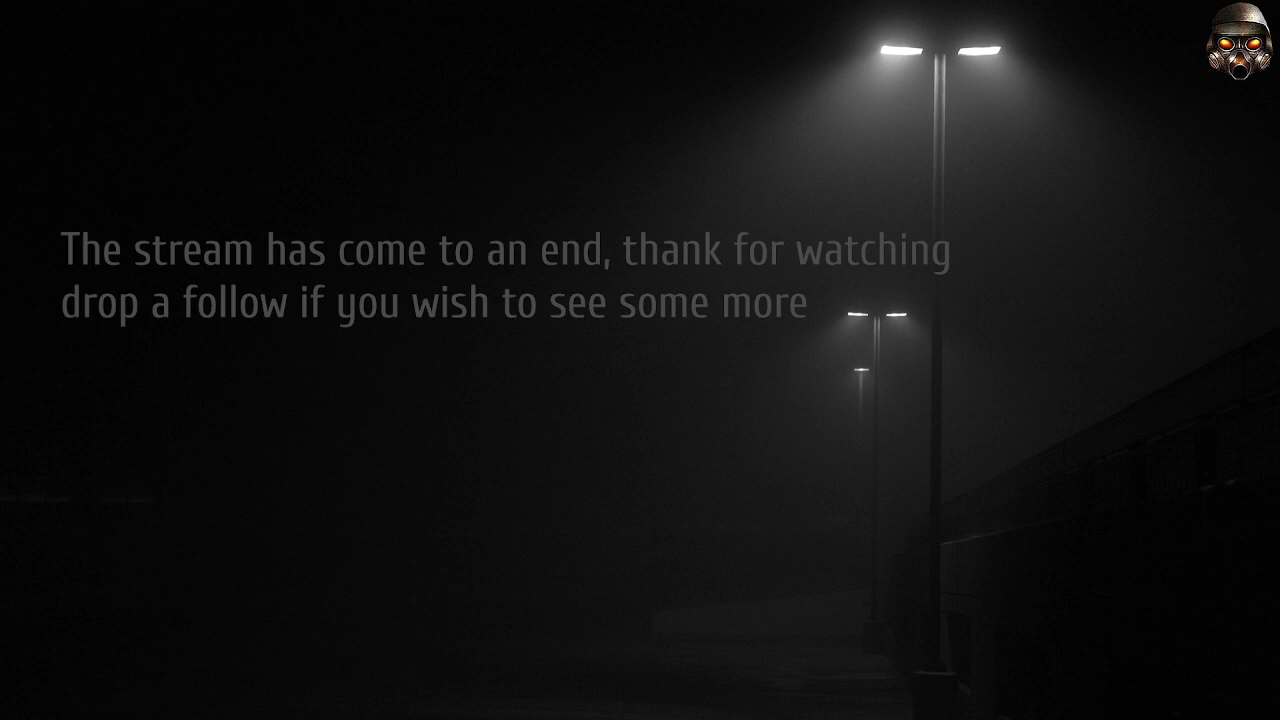 The stream has come to an end, thank for watching
drop a follow if you wish to see some more